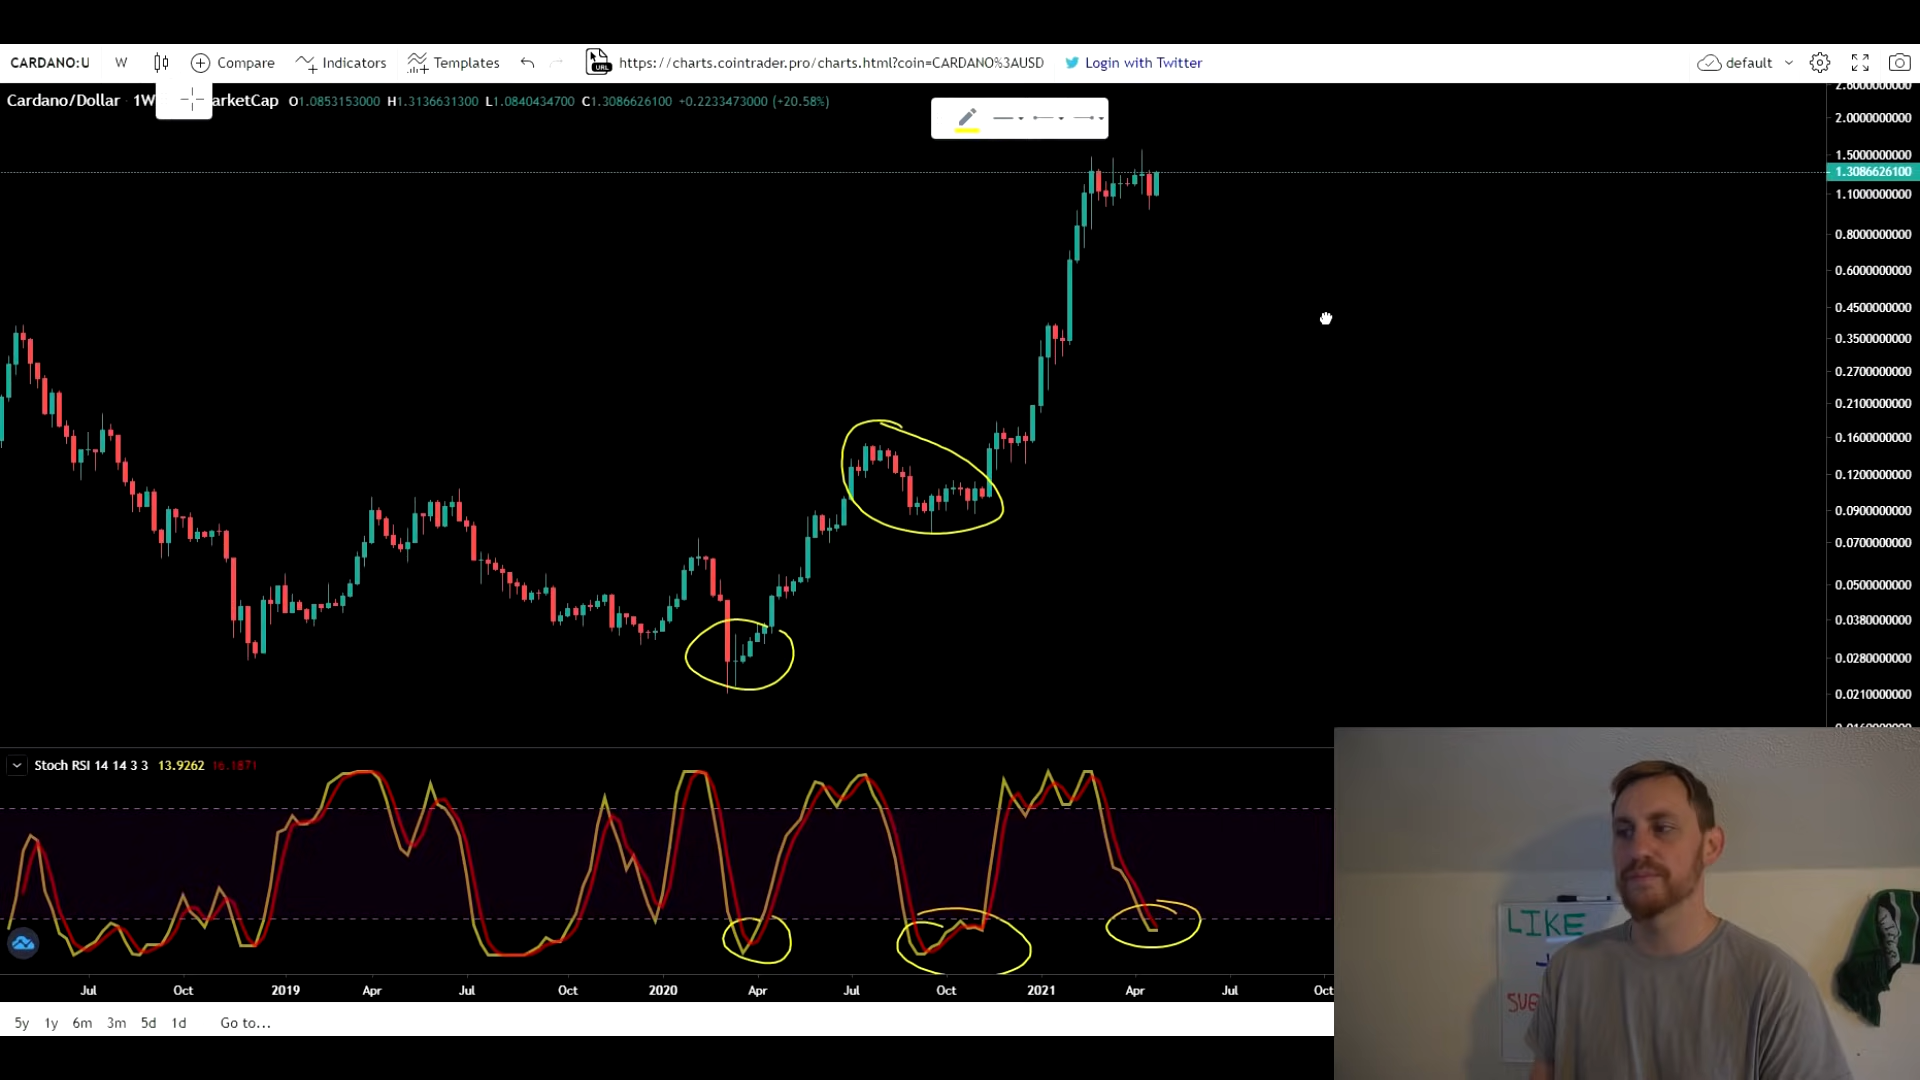 CARDANO:U W Compare Indicators Templates https://charts.cointrader.pro/charts.html?coin=CARDANO%3AUSD Login with Twitter default
Cardano/Dollar 1W arketCap O1.0853153000 H1.3136631300 L1.0840434700 C1.3086626100 +0.2233473000 (+20.58%)
2.6000000000
2.0000000000
1.5000000000
1.3086626100
1.1000000000
0.8000000000
0.6000000000
0.4500000000
0.3500000000
0.2700000000
0.2100000000
0.1600000000
0.1200000000
0.0900000000
0.0700000000
0.0500000000
0.0380000000
0.0280000000
0.0210000000
Stoch RSI 14 14 3 3 13.9262 16.1871
LIKE
SUB
Jul Oct 2019 Apr Jul Oct 2020 Apr Jul Oct 2021 Apr Jul Oct
5y 1y 6m 3m 5d 1d Go to...